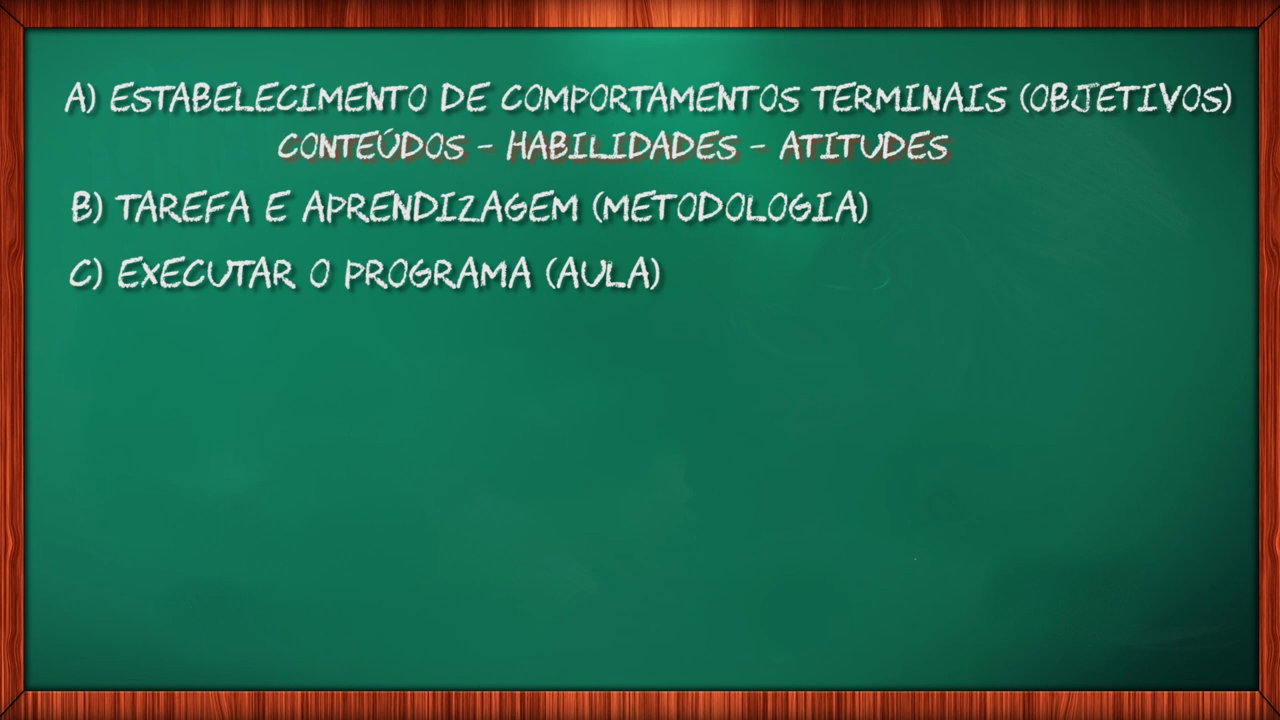 A) ESTABELECIMENTO DE COMPORTAMENTOS TERMINAIS (OBJETIVOS)
CONTEÚDOS - HABILIDADES - ATITUDES
B) TAREFA E APRENDIZAGEM (METODOLOGIA)
C) EXECUTAR O PROGRAMA (AULA)